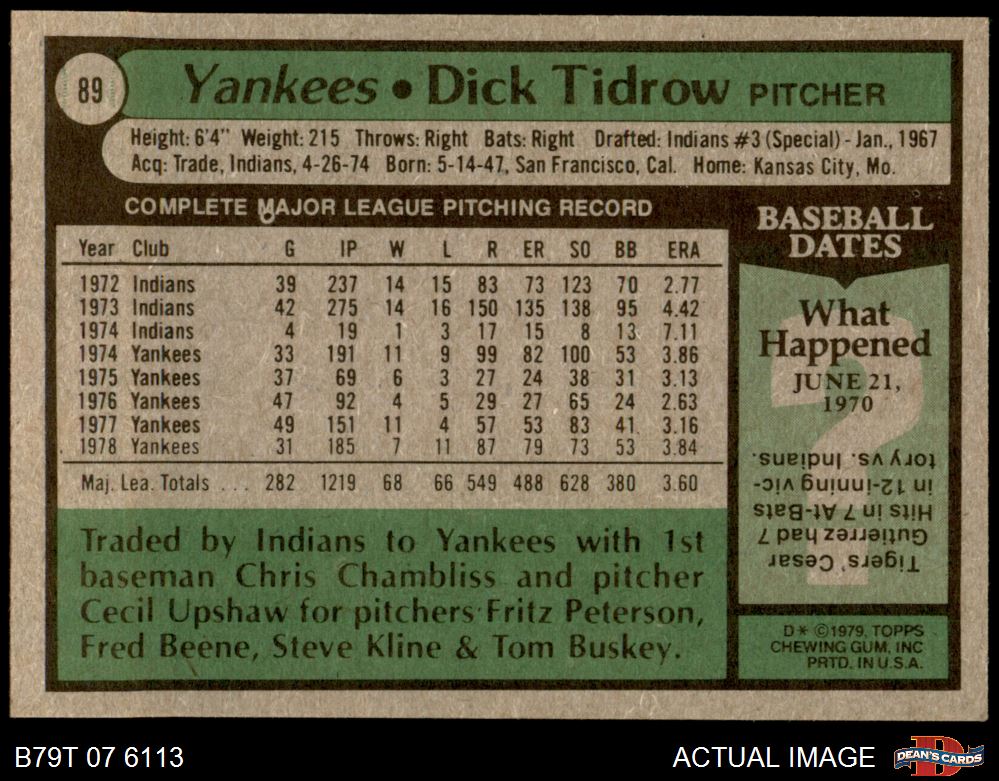 89
Yankees • Dick Tidrow PITCHER
Height: 6'4" Weight: 215 Throws: Right Bats: Right Drafted: Indians #3 (Special) - Jan., 1967
Acq: Trade, Indians, 4-26-74 Born: 5-14-47, San Francisco, Cal. Home: Kansas City, Mo.
COMPLETE MAJOR LEAGUE PITCHING RECORD
Year Club G IP W L R ER SO BB ERA
1972 Indians 39 237 14 15 83 73 123 70 2.77
1973 Indians 42 275 14 16 150 135 138 95 4.42
1974 Indians 4 19 1 3 17 15 8 13 7.11
1974 Yankees 33 191 11 9 99 82 100 53 3.86
1975 Yankees 37 69 6 3 27 24 38 31 3.13
1976 Yankees 47 92 4 5 29 27 65 24 2.63
1977 Yankees 49 151 11 4 57 53 83 41 3.16
1978 Yankees 31 185 7 11 87 79 73 53 3.84
Maj. Lea. Totals . . . 282 1219 68 66 549 488 628 380 3.60
Traded by Indians to Yankees with 1st
baseman Chris Chambliss and pitcher
Cecil Upshaw for pitchers Fritz Peterson,
Fred Beene, Steve Kline & Tom Buskey.
BASEBALL
DATES
What
Happened
JUNE 21,
1970
Tigers' Cesar
Gutierrez had 7
Hits in 7 At-Bats
in 12-inning vic-
tory vs. Indians.
D* ©1979, TOPPS
CHEWING GUM, INC
PRTD. IN U.S.A.
B79T 07 6113
ACTUAL IMAGE
DEAN'S CARDS